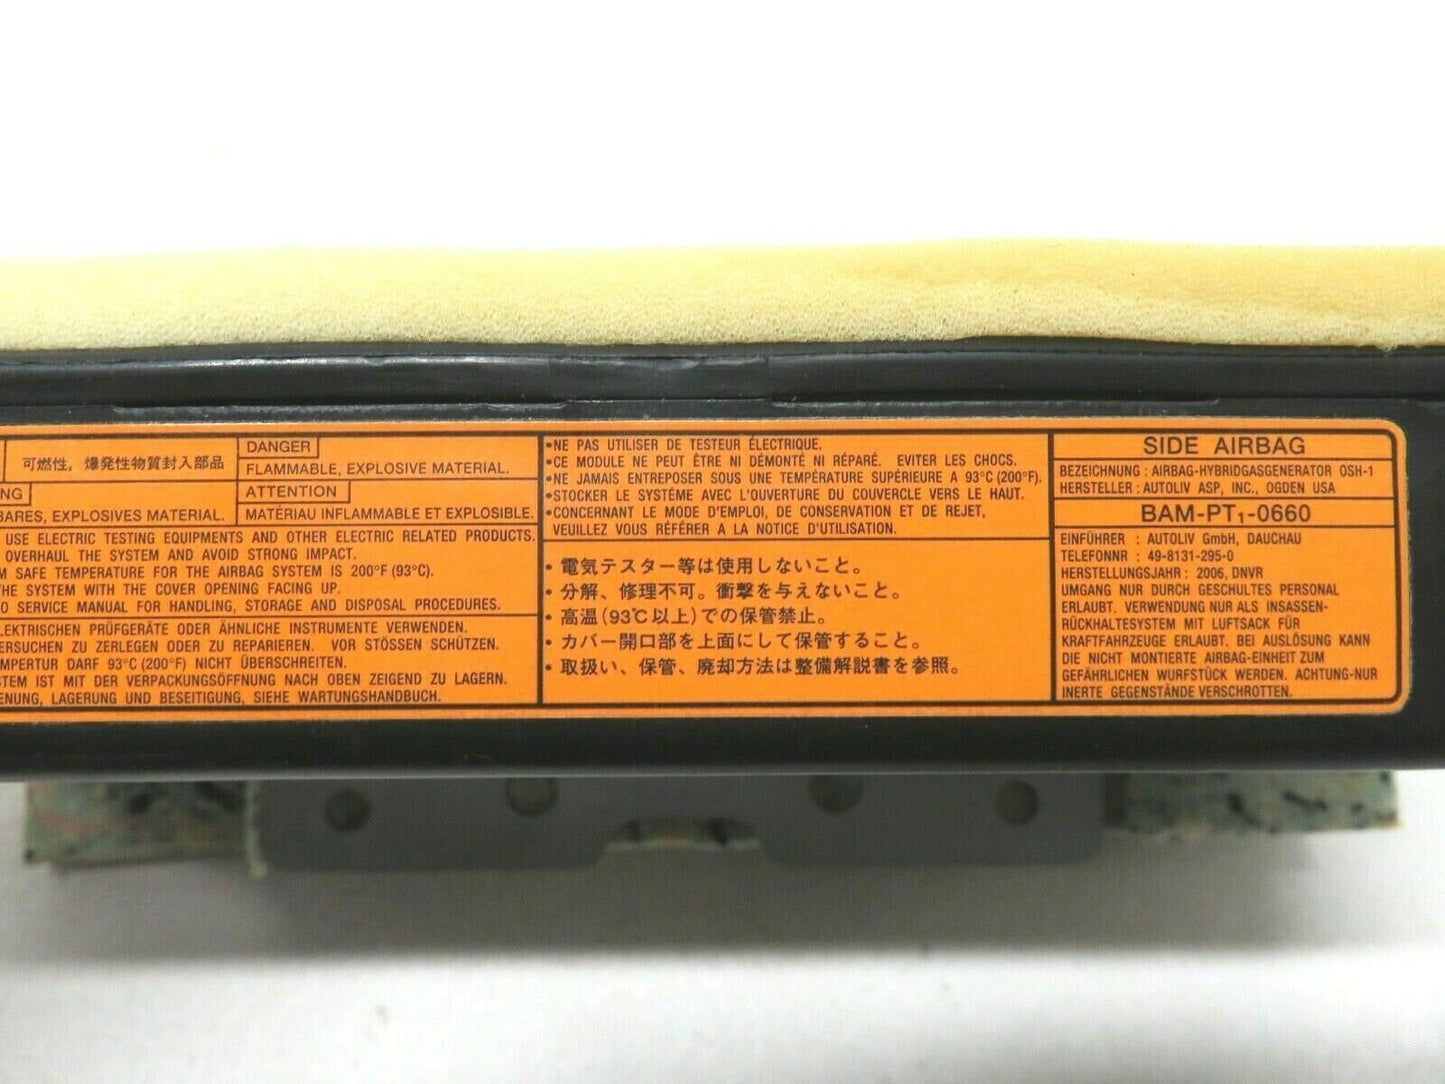 可燃性，爆発性物質封入部品
NG
BARES, EXPLOSIVES MATERIAL.
DANGER
FLAMMABLE, EXPLOSIVE MATERIAL.
ATTENTION
MATÉRIAU INFLAMMABLE ET EXPLOSIBLE.
USE ELECTRIC TESTING EQUIPMENTS AND OTHER ELECTRIC RELATED PRODUCTS.
OVERHAUL THE SYSTEM AND AVOID STRONG IMPACT.
M SAFE TEMPERATURE FOR THE AIRBAG SYSTEM IS 200°F (93°C).
THE SYSTEM WITH THE COVER OPENING FACING UP.
O SERVICE MANUAL FOR HANDLING, STORAGE AND DISPOSAL PROCEDURES.
LEKTRISCHEN PRÜFGERÄTE ODER ÄHNLICHE INSTRUMENTE VERWENDEN.
ERSUCHEN ZU ZERLEGEN ODER ZU REPARIEREN. VOR STÖSSEN SCHÜTZEN.
MPERTUR DARF 93°C (200°F) NICHT ÜBERSCHREITEN.
STEM IST MIT DER VERPACKUNGSÖFFNUNG NACH OBEN ZEIGEND ZU LAGERN.
ENUNG, LAGERUNG UND BESEITIGUNG, SIEHE WARTUNGSHANDBUCH.
•NE PAS UTILISER DE TESTEUR ÉLECTRIQUE.
•CE MODULE NE PEUT ÊTRE NI DÉMONTÉ NI RÉPARÉ. EVITER LES CHOCS.
•NE JAMAIS ENTREPOSER SOUS UNE TEMPÉRATURE SUPÉRIEURE A 93°C (200°F).
•STOCKER LE SYSTÉME AVEC L'OUVERTURE DU COUVERCLE VERS LE HAUT.
•CONCERNANT LE MODE D'EMPLOI, DE CONSERVATION ET DE REJET,
VEUILLEZ VOUS RÉFÉRER A LA NOTICE D'UTILISATION.
・電気テスター等は使用しないこと。
・分解、修理不可。衝撃を与えないこと。
・高温(93℃以上)での保管禁止。
・カバー開口部を上面にして保管すること。
・取扱い、保管、廃却方法は整備解説書を参照。
SIDE AIRBAG
BEZEICHNUNG : AIRBAG-HYBRIDGASGENERATOR OSH-1
HERSTELLER : AUTOLIV ASP, INC., OGDEN USA
BAM-PT₁-0660
EINFÜHRER : AUTOLIV GmbH, DAUCHAU
TELEFONNR : 49-8131-295-0
HERSTELLUNGSJAHR : 2006, DNVR
UMGANG NUR DURCH GESCHULTES PERSONAL
ERLAUBT. VERWENDUNG NUR ALS INSASSEN-
RÜCKHALTESYSTEM MIT LUFTSACK FÜR
KRAFTFAHRZEUGE ERLAUBT. BEI AUSLÖSUNG KANN
DIE NICHT MONTIERTE AIRBAG-EINHEIT ZUM
GEFÄHRLICHEN WURFSTÜCK WERDEN. ACHTUNG-NUR
INERTE GEGENSTÄNDE VERSCHROTTEN.